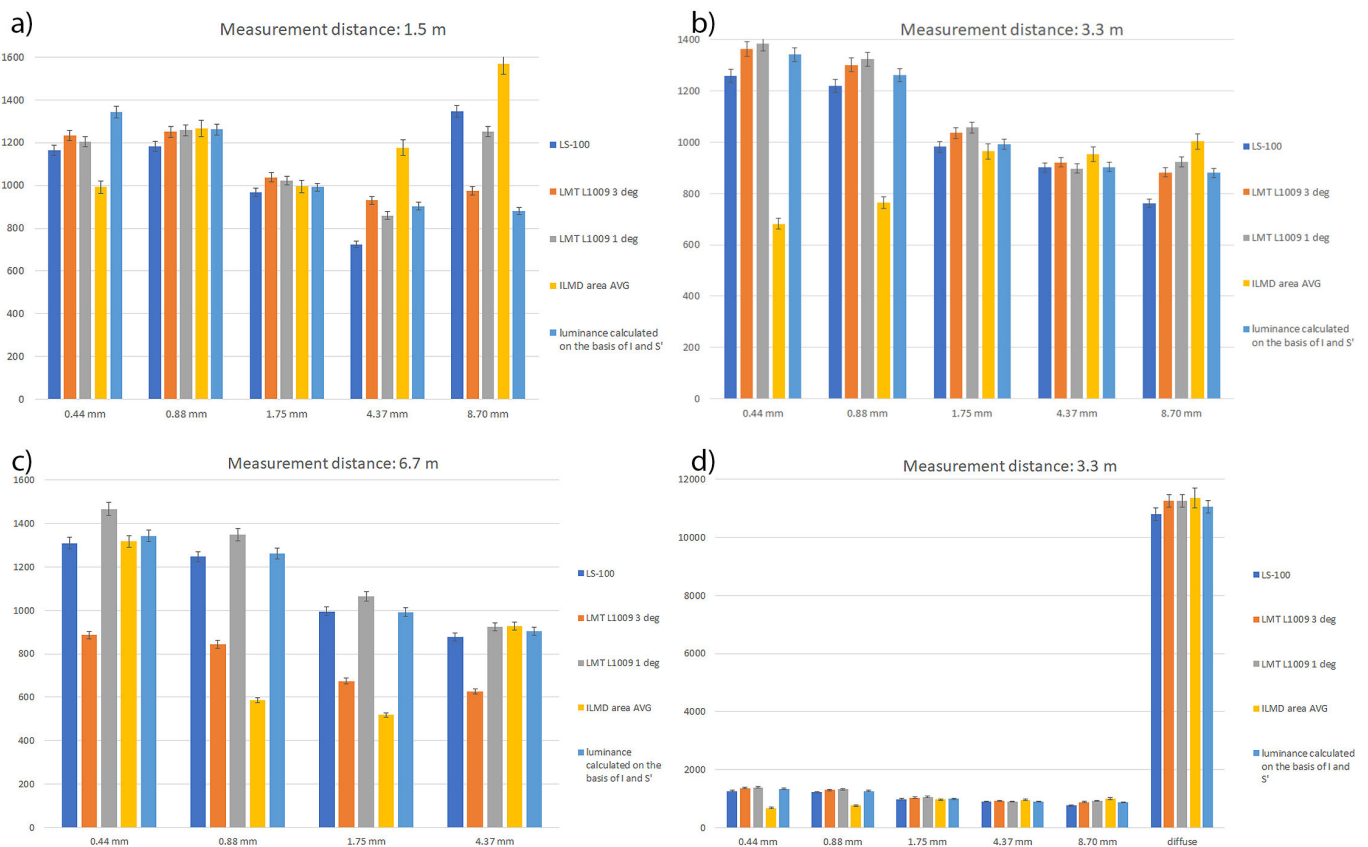 a)
Measurement distance: 1.5 m
1600
1400
1200
1000
800
600
400
200
0
0.44 mm 0.88 mm 1.75 mm 4.37 mm 8.70 mm
LS-100
LMT L1009 3 deg
LMT L1009 1 deg
ILMD area AVG
luminance calculated
on the basis of I and S'
b)
Measurement distance: 3.3 m
1400
1200
1000
800
600
400
200
0
0.44 mm 0.88 mm 1.75 mm 4.37 mm 8.70 mm
LS-100
LMT L1009 3 deg
LMT L1009 1 deg
ILMD area AVG
luminance calculated
on the basis of I and S'
c)
Measurement distance: 6.7 m
1600
1400
1200
1000
800
600
400
200
0
0.44 mm 0.88 mm 1.75 mm 4.37 mm
LS-100
LMT L1009 3 deg
LMT L1009 1 deg
ILMD area AVG
luminance
calculated on the
basis of I and S'
d)
Measurement distance: 3.3 m
12000
10000
8000
6000
4000
2000
0
0.44 mm 0.88 mm 1.75 mm 4.37 mm 8.70 mm diffuse
LS-100
LMT L1009 3 deg
LMT L1009 1 deg
ILMD area AVG
luminance calculated
on the basis of I and
S'